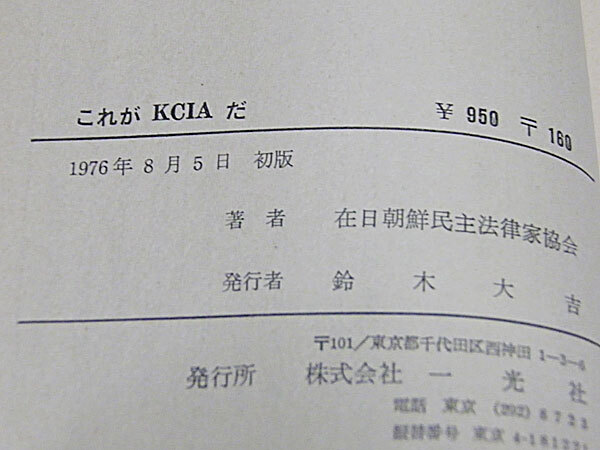 これが KCIA だ ¥ 950 〒 160
1976年 8 月 5 日 初版
著 者 在日朝鮮民主法律家協会
発行者 鈴 木 大 吉
〒101/東京都千代田区西神田 1-3-6
発行所 株式会社 一 光 社
電話 東京 (292) 8723
振替番号 東京 4-